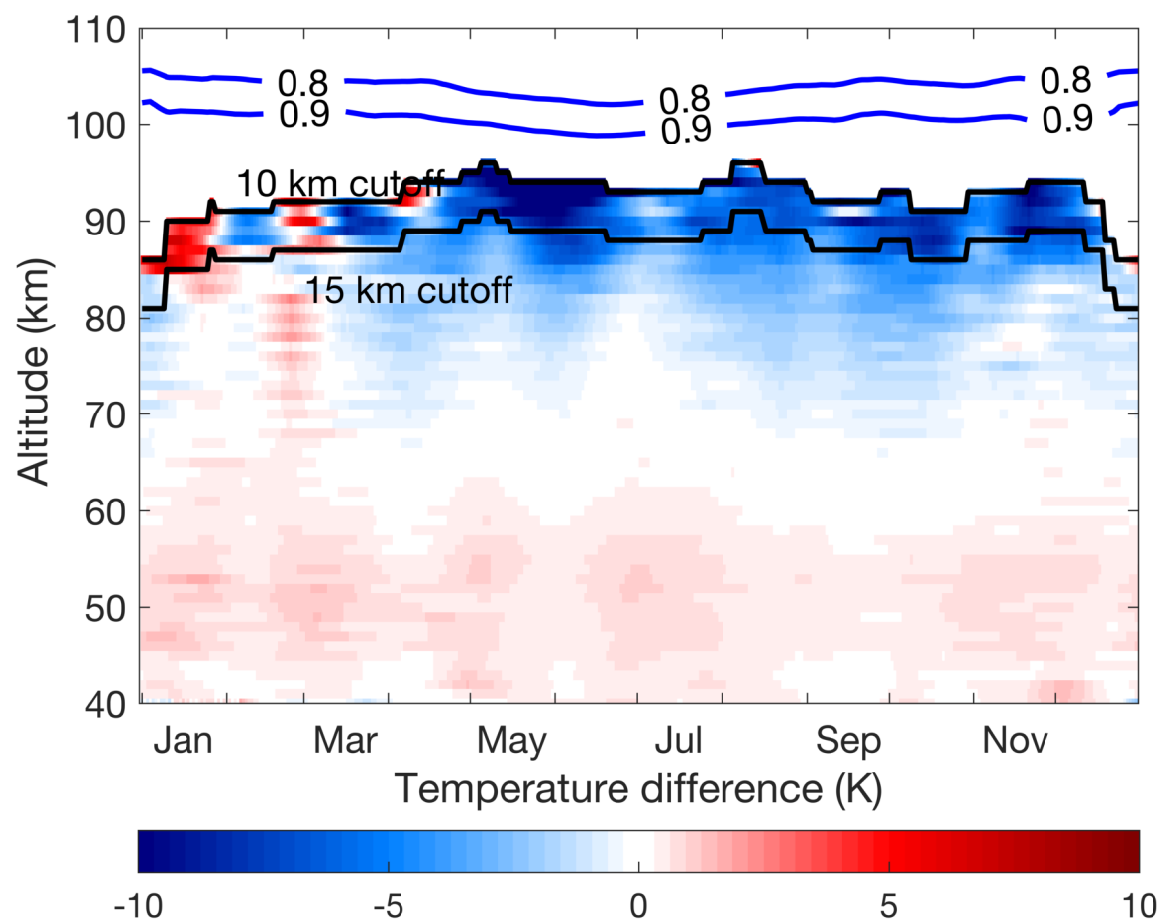 110
100
90
80
70
60
50
40
Altitude (km)
0.8
0.8
0.8
0.9
0.9
0.9
10 km cutoff
15 km cutoff
Jan Mar May Jul Sep Nov
Temperature difference (K)
-10 -5 0 5 10